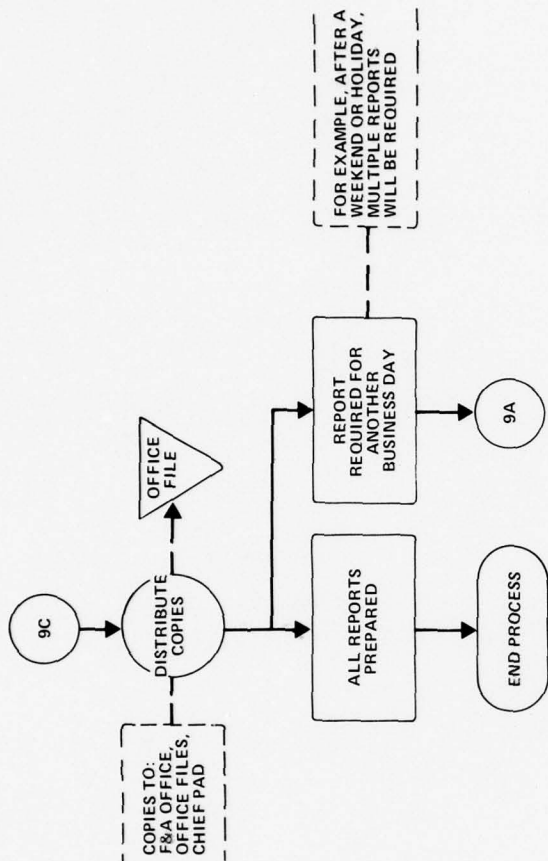 9C
COPIES TO:
F&A OFFICE,
OFFICE FILES,
CHIEF PAD
DISTRIBUTE
COPIES
OFFICE
FILE
ALL REPORTS
PREPARED
REPORT
REQUIRED FOR
ANOTHER
BUSINESS DAY
FOR EXAMPLE, AFTER A
WEEKEND OR HOLIDAY,
MULTIPLE REPORTS
WILL BE REQUIRED
END PROCESS
9A